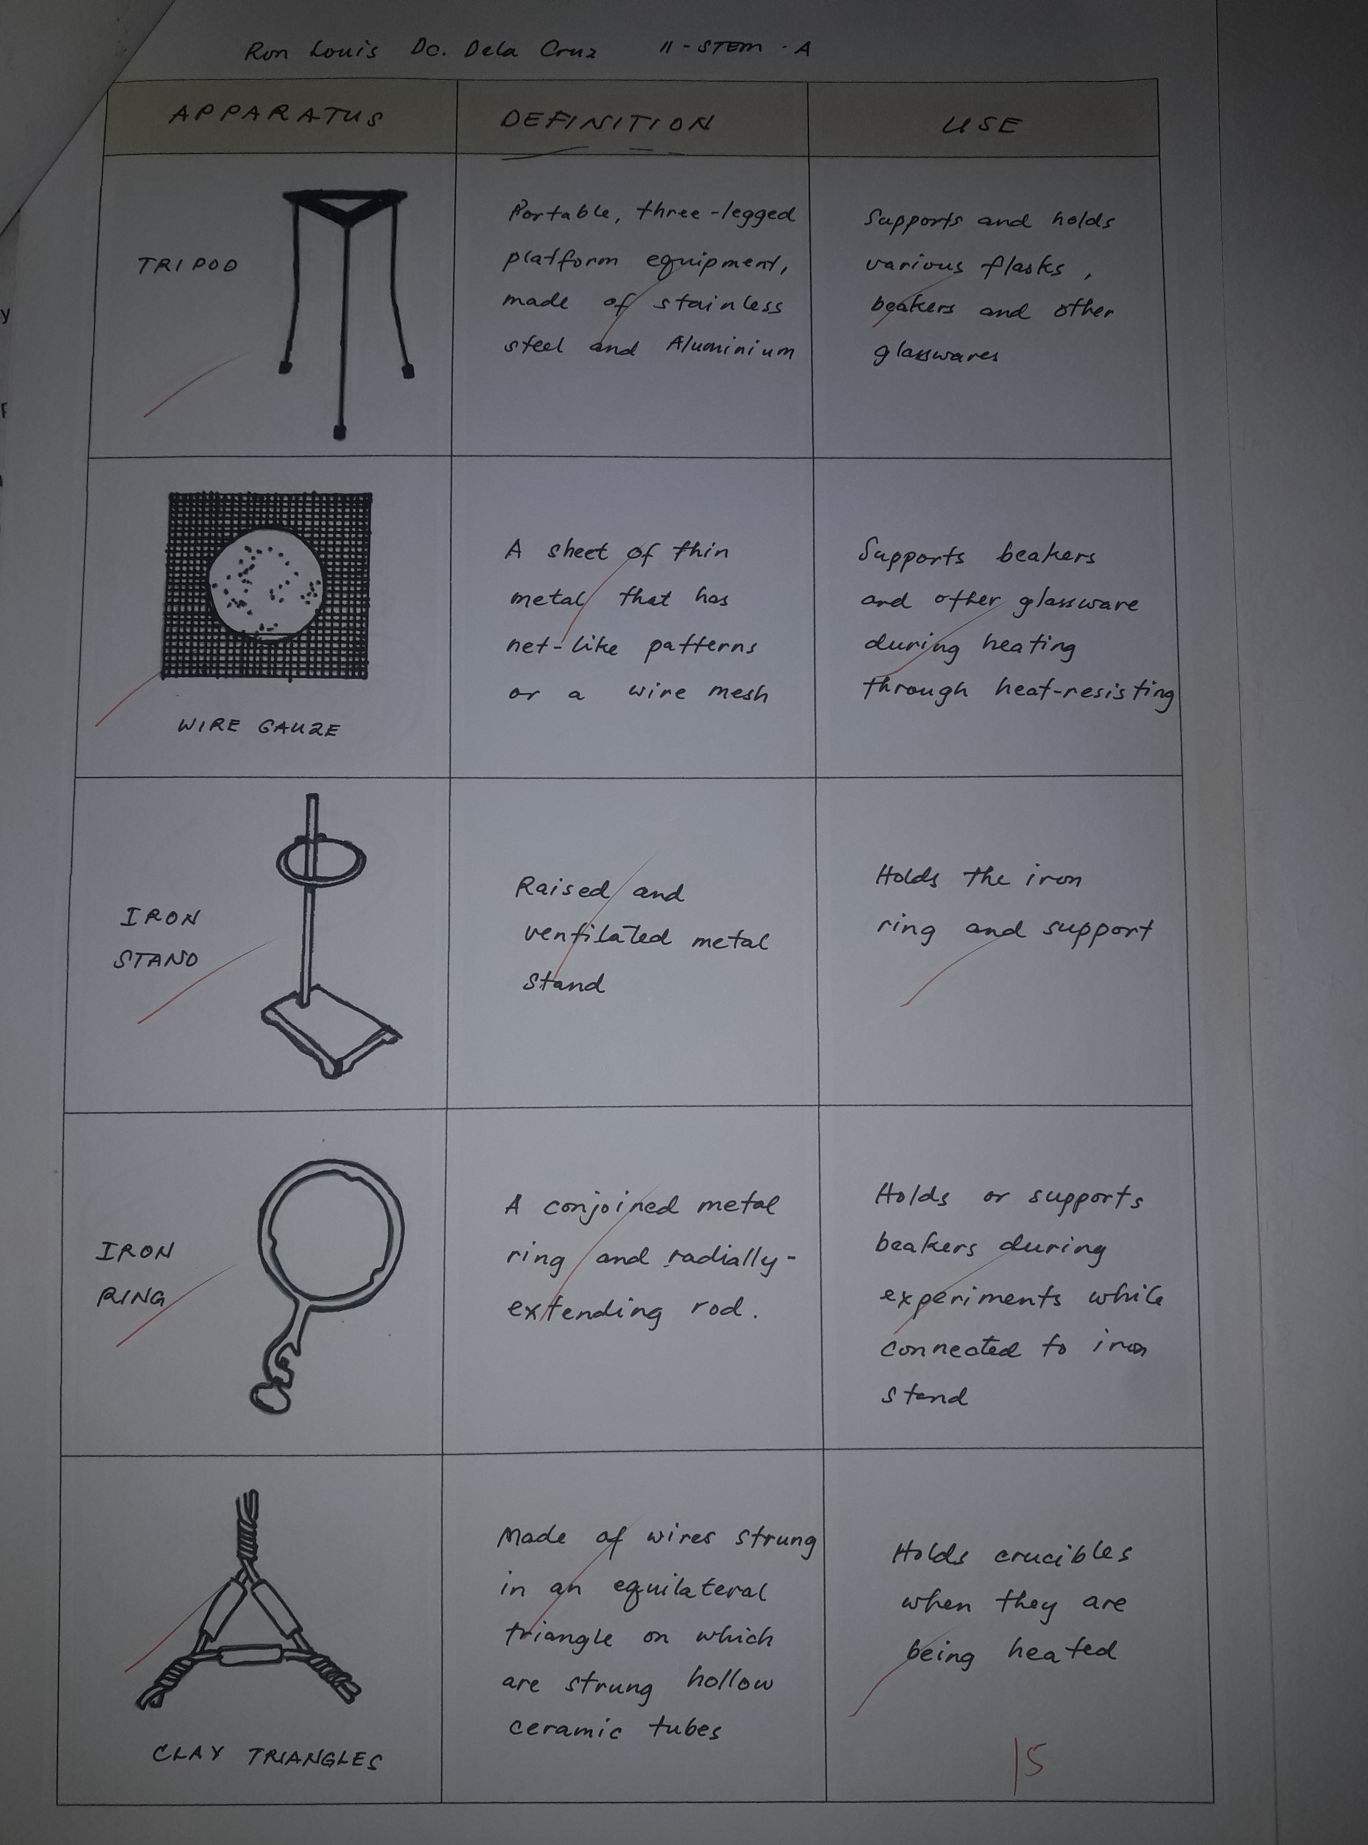 Ron Louis Dc. Dela Cruz 11-STEM-A
APPARATUS
DEFINITION
USE
TRIPOD
Portable, three-legged
platform equipment,
made of stainless
steel and Aluminium
Supports and holds
various flasks,
beakers and other
glasswares
WIRE GAUZE
A sheet of thin
metal that has
net-like patterns
or a wire mesh
Supports beakers
and other glassware
during heating
through heat-resisting
IRON
STAND
Raised and
ventilated metal
stand
Holds the iron
ring and support
IRON
RING
A conjoined metal
ring and radially-
extending rod.
Holds or supports
beakers during
experiments while
connected to iron
stand
CLAY TRIANGLES
Made of wires strung
in an equilateral
triangle on which
are strung hollow
ceramic tubes
Holds crucibles
when they are
being heated
15